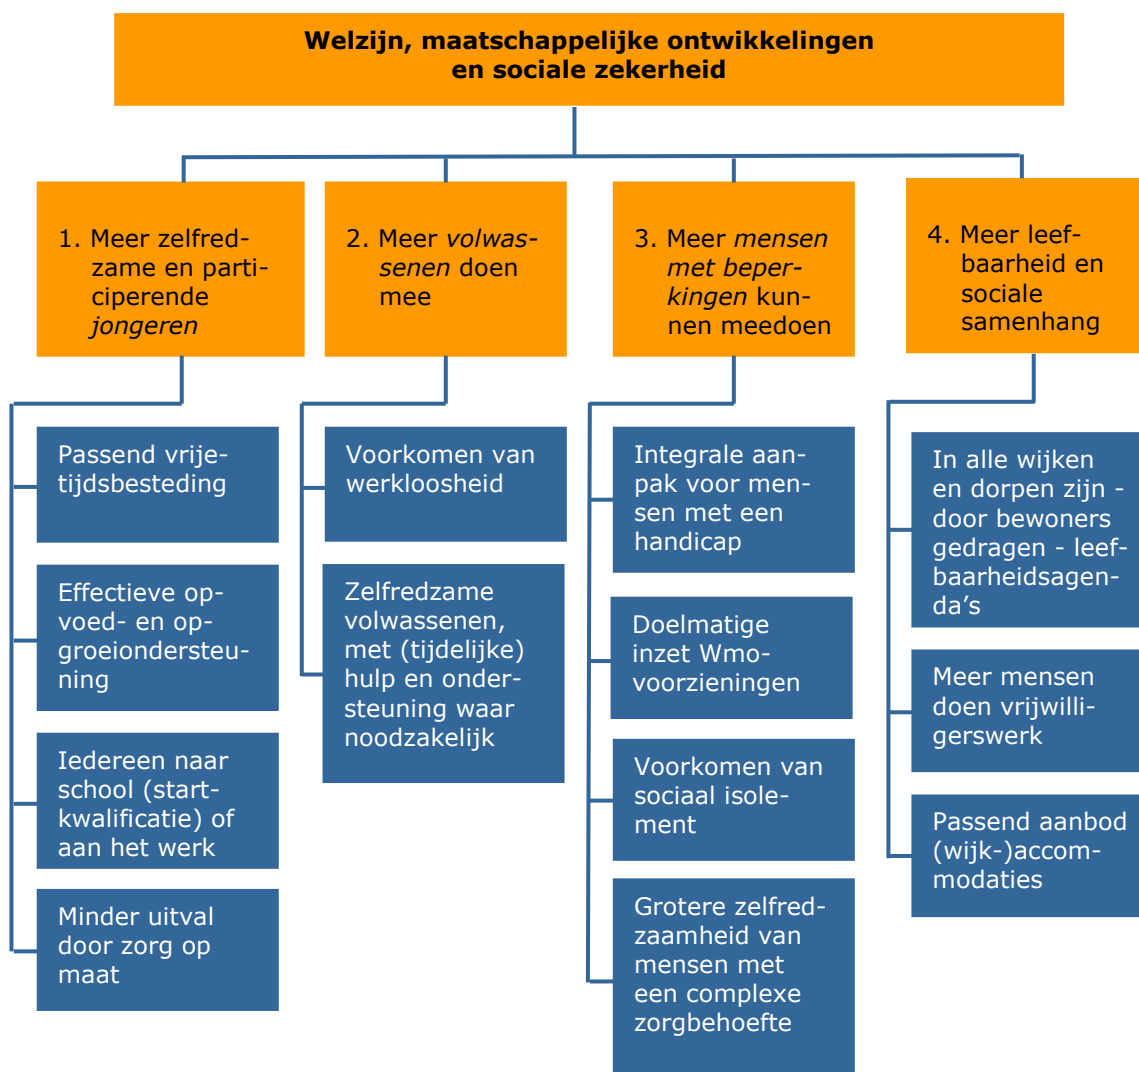 Welzijn, maatschappelijke ontwikkelingen
en sociale zekerheid
1. Meer zelfred-
zame en parti-
ciperende
jongeren
2. Meer volwas-
senen doen
mee
3. Meer mensen
met beper-
kingen kun-
nen meedoen
4. Meer leef-
baarheid en
sociale
samenhang
Passend vrije-
tijdsbesteding
Effectieve op-
voed- en op-
groeiondersteu-
ning
Iedereen naar
school (start-
kwalificatie) of
aan het werk
Minder uitval
door zorg op
maat
Voorkomen van
werkloosheid
Zelfredzame
volwassenen,
met (tijdelijke)
hulp en onder-
steuning waar
noodzakelijk
Integrale aan-
pak voor men-
sen met een
handicap
Doelmatige
inzet Wmo-
voorzieningen
Voorkomen van
sociaal isole-
ment
Grotere zelfred-
zaamheid van
mensen met
een complexe
zorgbehoefte
In alle wijken
en dorpen zijn -
door bewoners
gedragen - leef-
baarheidsagen-
da’s
Meer mensen
doen vrijwilli-
gerswerk
Passend aanbod
(wijk-)accom-
modaties